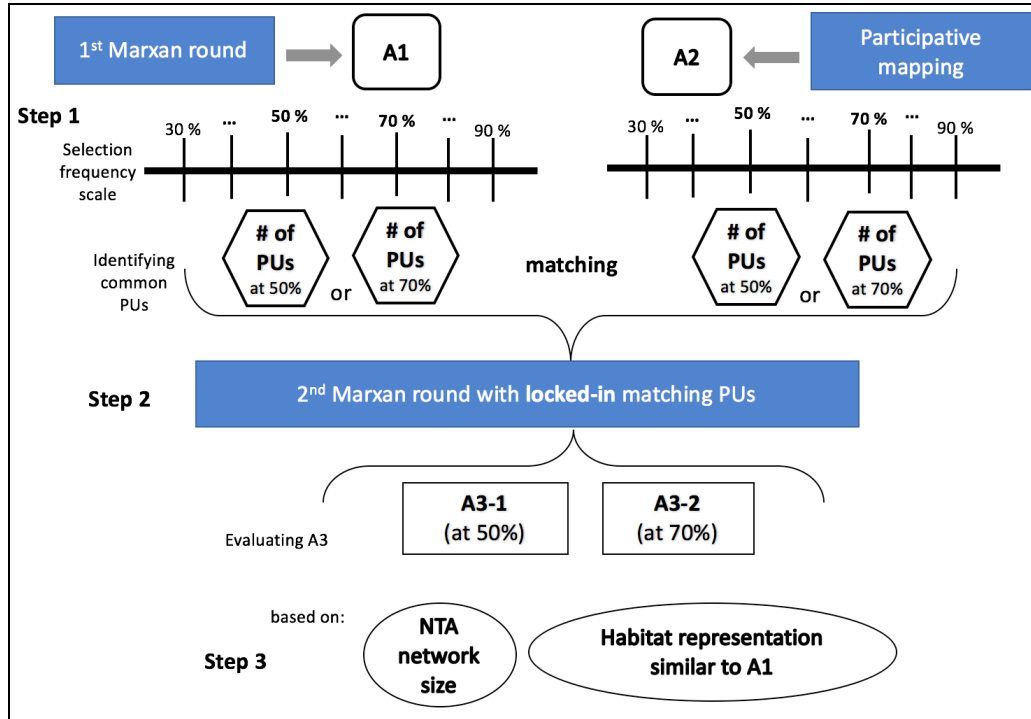 1st Marxan round
A1
A2
Participative
mapping
Step 1
Selection
frequency
scale
30 %
...
50 %
...
70 %
...
90 %
30 %
...
50 %
...
70 %
...
90 %
Identifying
common
PUs
# of
PUs
at 50%
or
# of
PUs
at 70%
matching
# of
PUs
at 50%
or
# of
PUs
at 70%
Step 2
2nd Marxan round with locked-in matching PUs
Evaluating A3
A3-1
(at 50%)
A3-2
(at 70%)
Step 3
based on:
NTA
network
size
Habitat representation
similar to A1